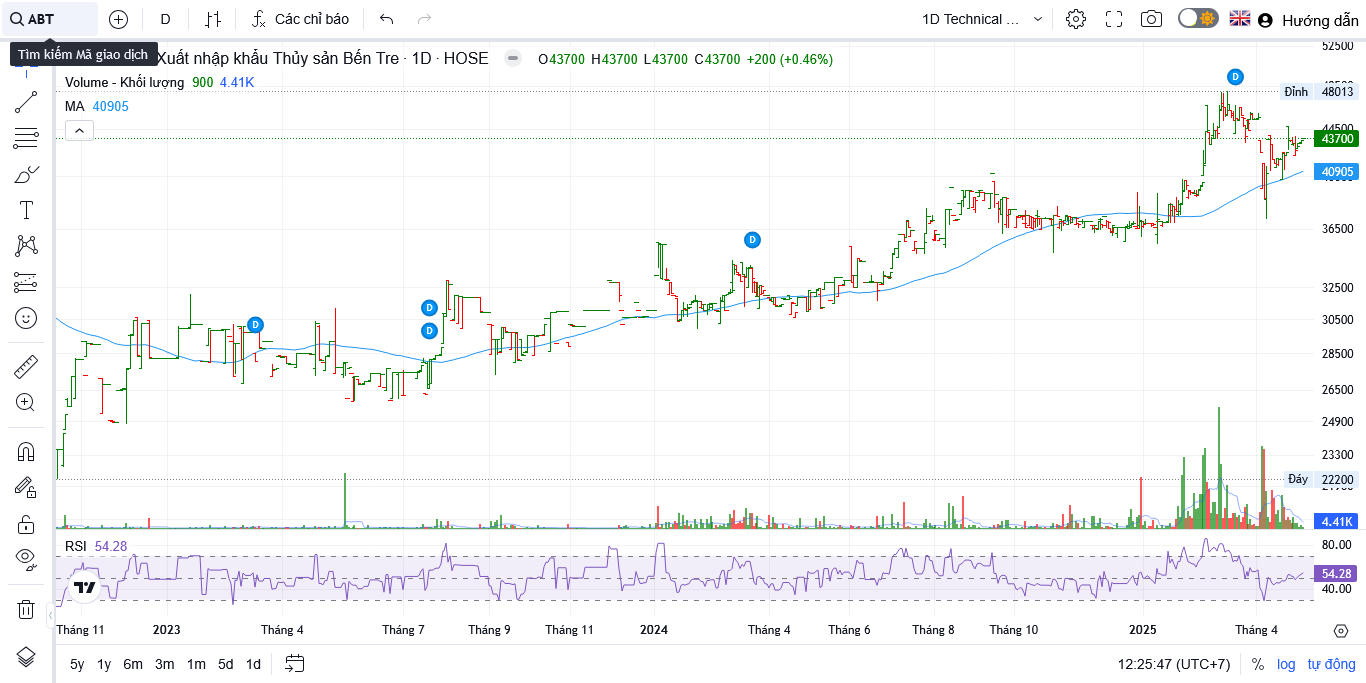 ABT
D
Các chỉ báo
1D Technical ...
Hướng dẫn
Tìm kiếm Mã giao dịch
Xuất nhập khẩu Thủy sản Bến Tre · 1D · HOSE
O43700 H43700 L43700 C43700 +200 (+0.46%)
Volume - Khối lượng 900 4.41K
MA 40905
52500
D
Đỉnh 48013
44500
43700
40905
D
36500
D
D
D
32500
30500
28500
26500
24900
23300
Đáy 22200
4.41K
RSI 54.28
80.00
54.28
40.00
Tháng 11 2023 Tháng 4 Tháng 7 Tháng 9 Tháng 11 2024 Tháng 4 Tháng 6 Tháng 8 Tháng 10 2025 Tháng 4
5y 1y 6m 3m 1m 5d 1d
12:25:47 (UTC+7) % log tự động